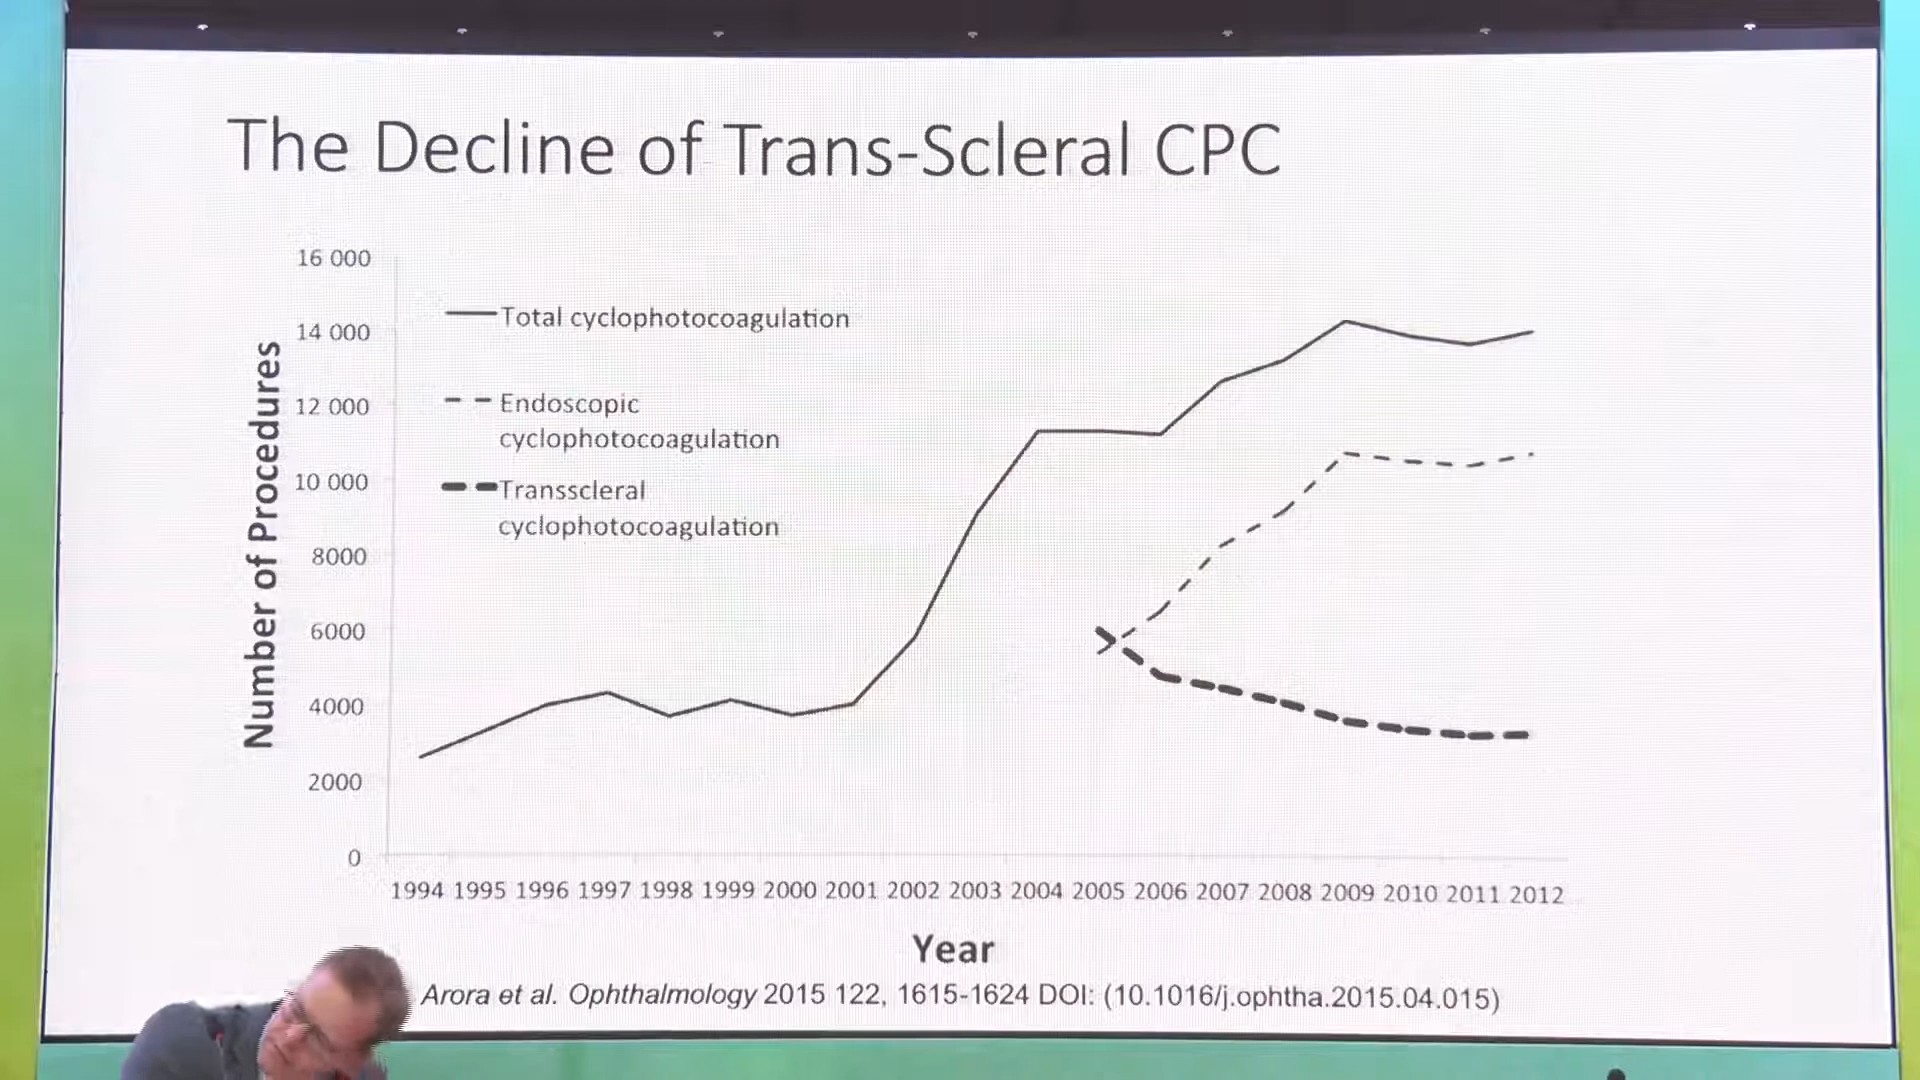 The Decline of Trans-Scleral CPC
16 000
14 000
12 000
10 000
8000
6000
4000
2000
0
Number of Procedures
Total cyclophotocoagulation
Endoscopic
cyclophotocoagulation
Transscleral
cyclophotocoagulation
1994 1995 1996 1997 1998 1999 2000 2001 2002 2003 2004 2005 2006 2007 2008 2009 2010 2011 2012
Year
Arora et al. Ophthalmology 2015 122, 1615-1624 DOI: (10.1016/j.ophtha.2015.04.015)